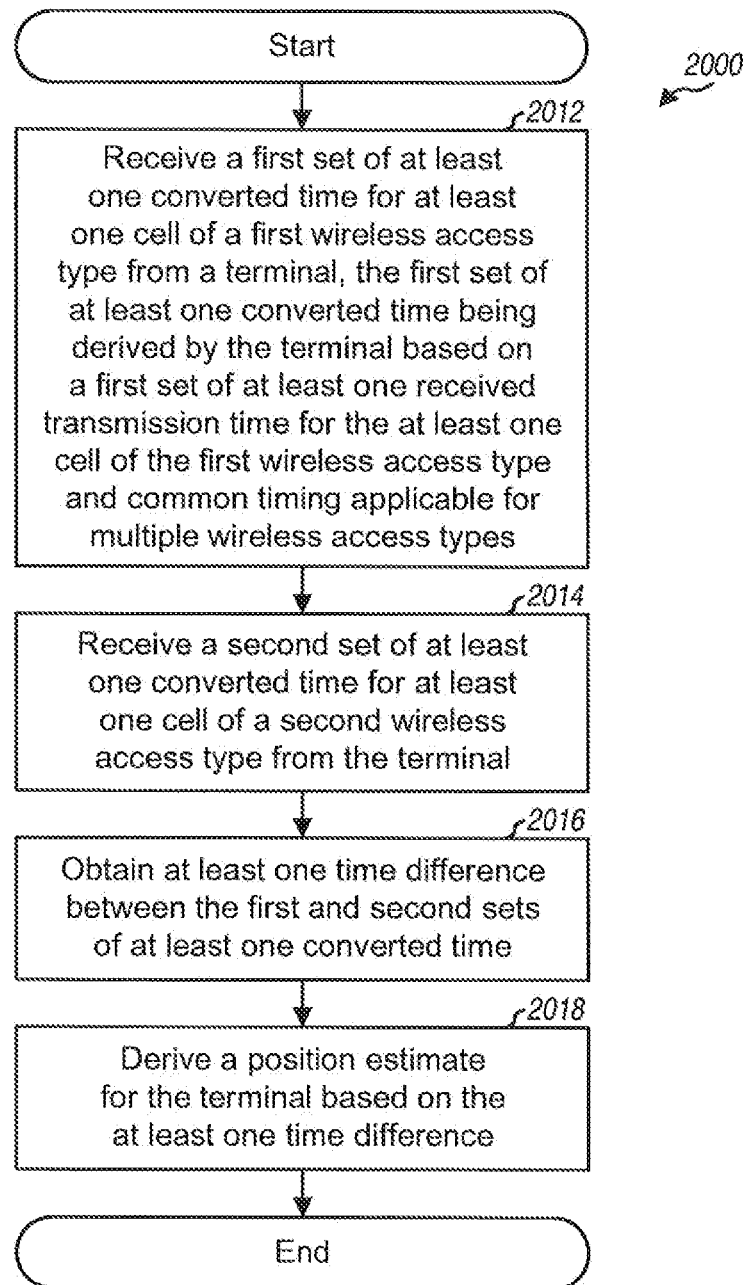 Start
2000
2012
Receive a first set of at least
one converted time for at least
one cell of a first wireless access
type from a terminal, the first set of
at least one converted time being
derived by the terminal based on
a first set of at least one received
transmission time for the at least one
cell of the first wireless access type
and common timing applicable for
multiple wireless access types
2014
Receive a second set of at least
one converted time for at least
one cell of a second wireless
access type from the terminal
2016
Obtain at least one time difference
between the first and second sets
of at least one converted time
2018
Derive a position estimate
for the terminal based on the
at least one time difference
End